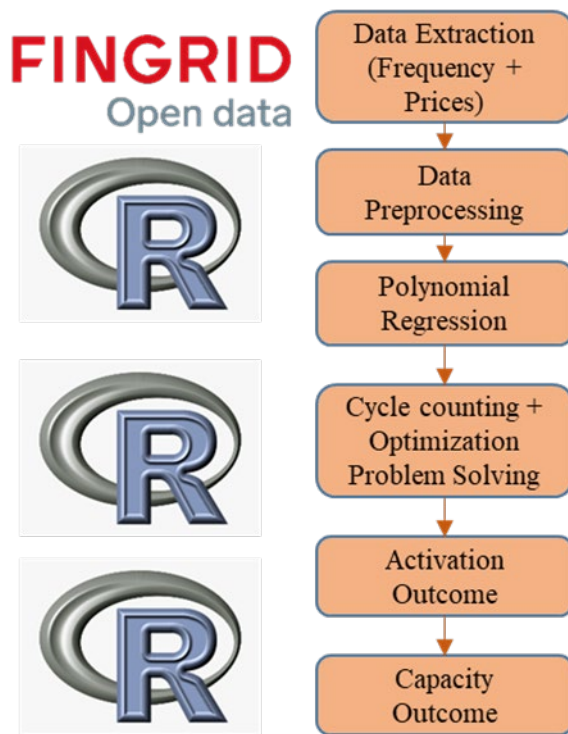 FINGRID
Open data
Data Extraction
(Frequency +
Prices)
R
Data
Preprocessing
Polynomial
Regression
R
Cycle counting +
Optimization
Problem Solving
R
Activation
Outcome
Capacity
Outcome